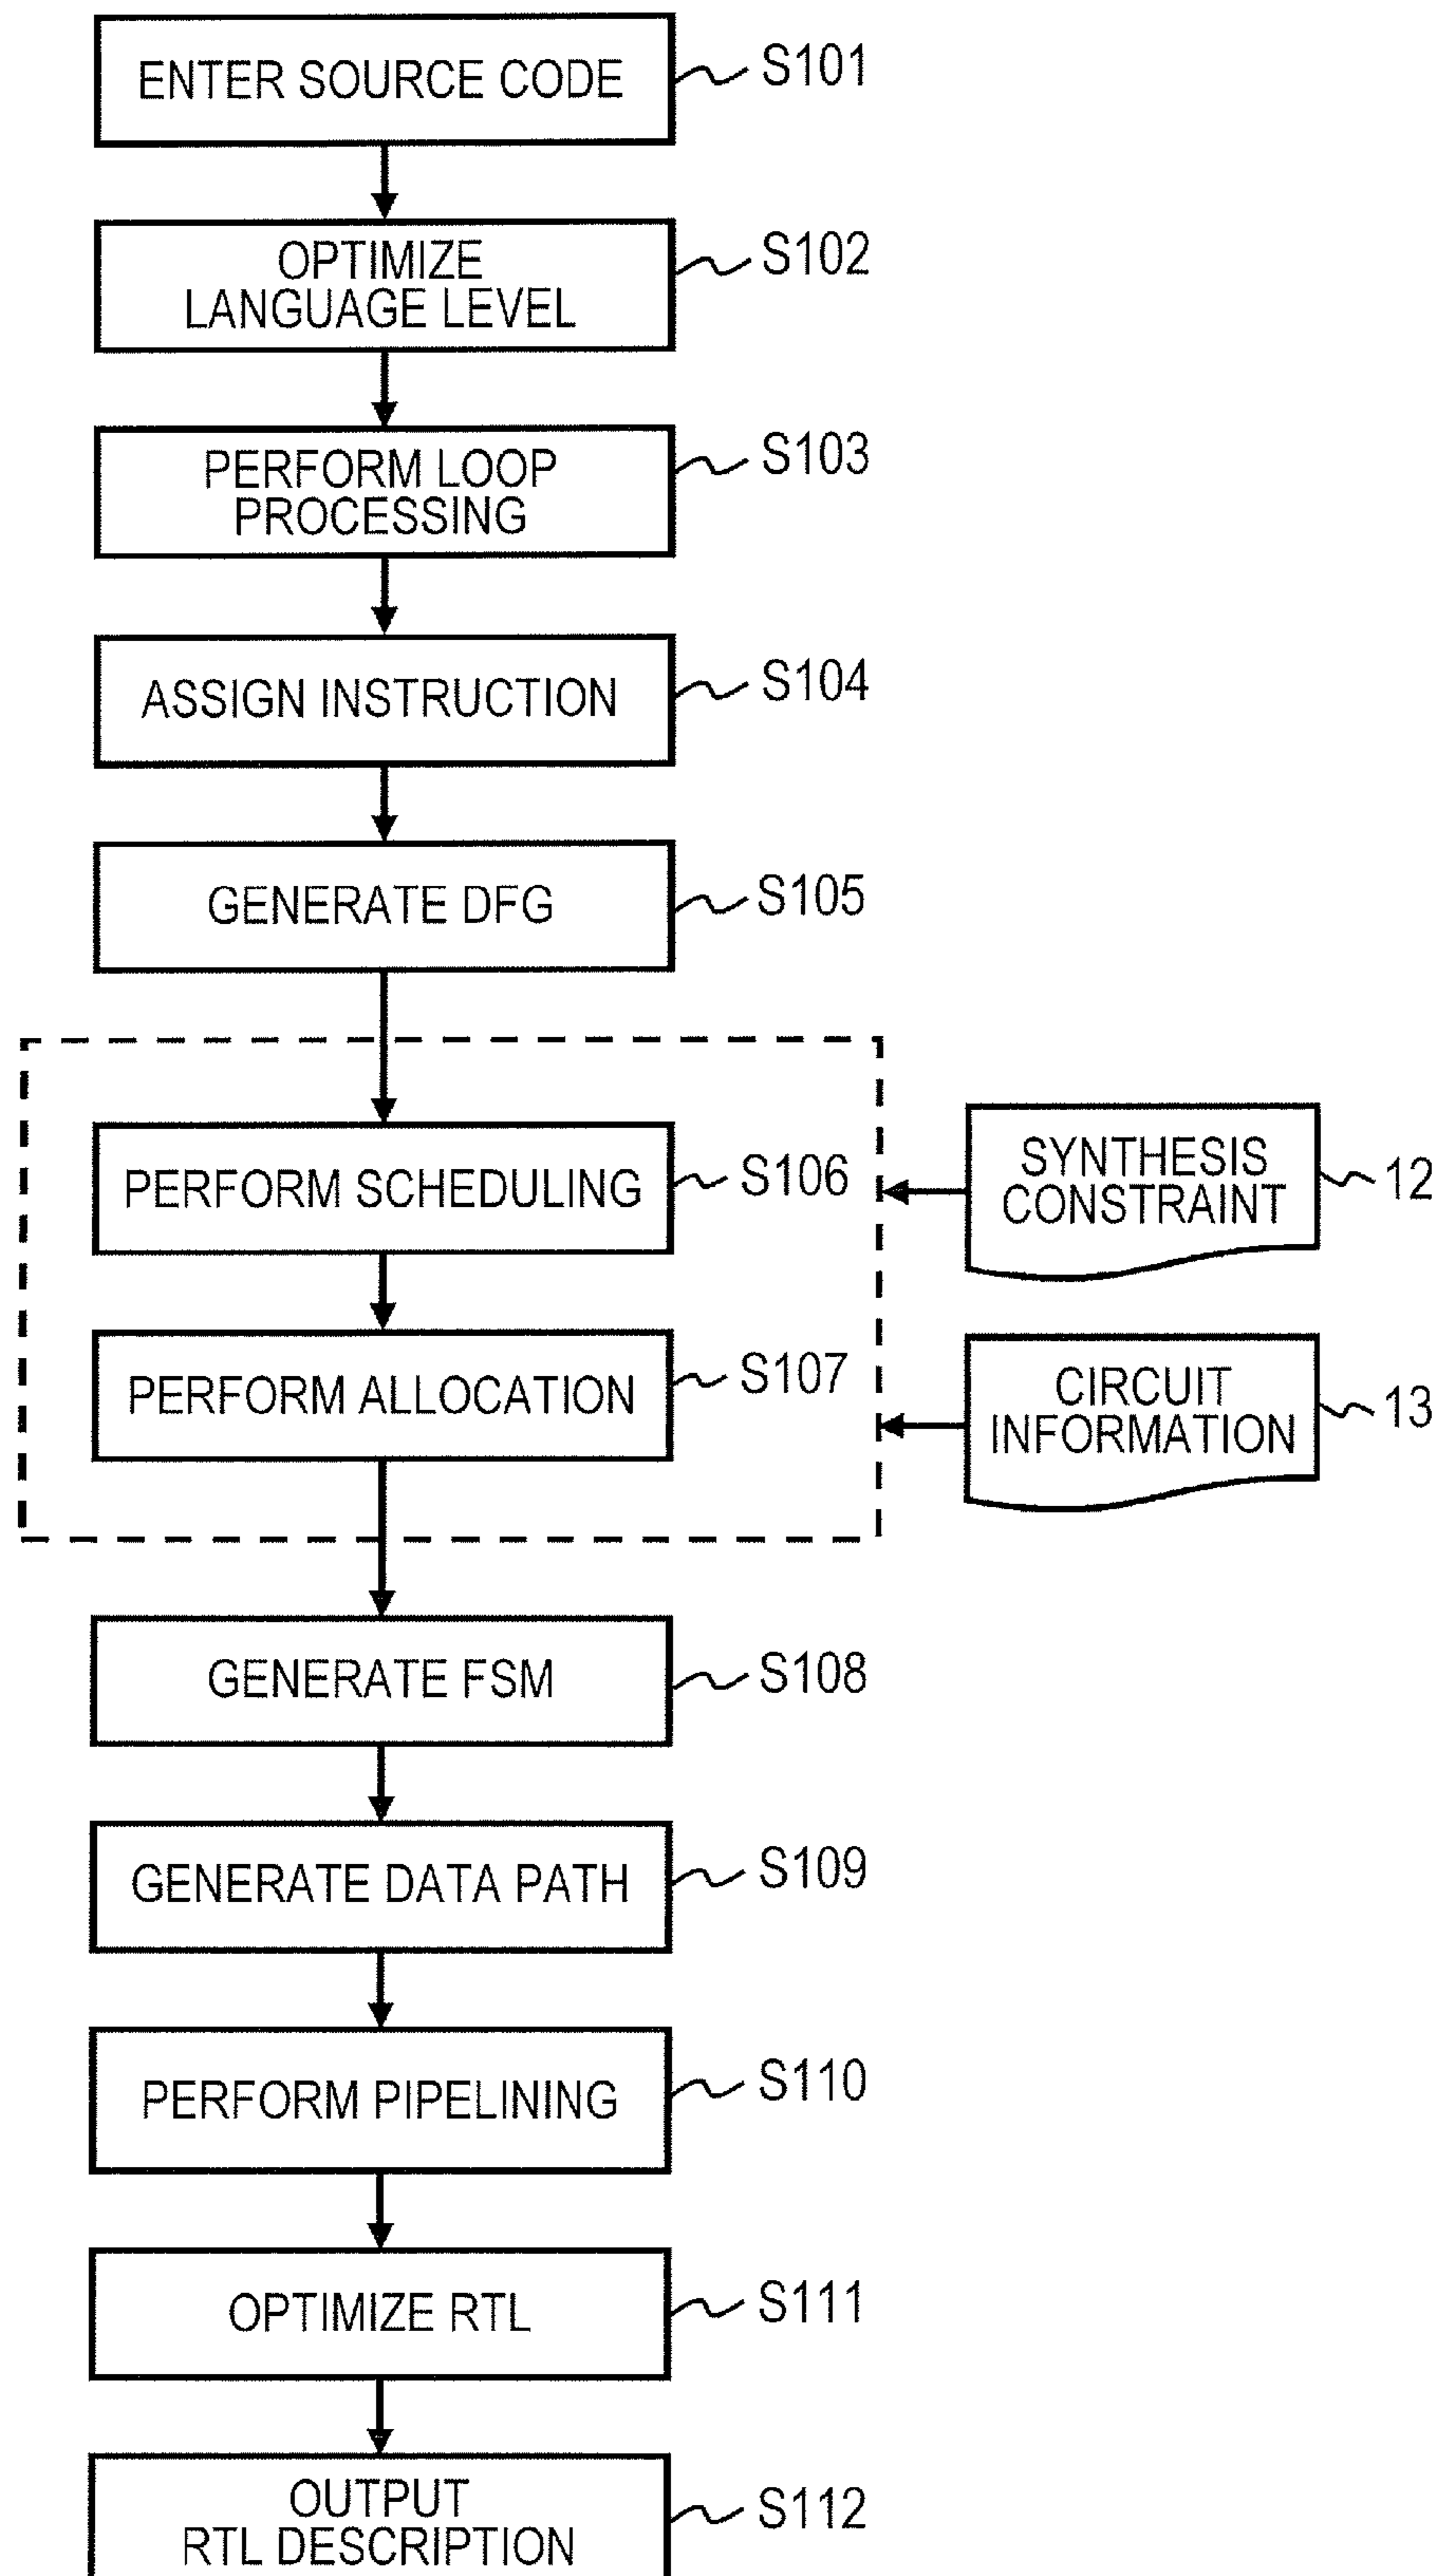 ENTER SOURCE CODE
S101
OPTIMIZE
LANGUAGE LEVEL
S102
PERFORM LOOP
PROCESSING
S103
ASSIGN INSTRUCTION
S104
GENERATE DFG
S105
PERFORM SCHEDULING
S106
SYNTHESIS
CONSTRAINT
12
PERFORM ALLOCATION
S107
CIRCUIT
INFORMATION
13
GENERATE FSM
S108
GENERATE DATA PATH
S109
PERFORM PIPELINING
S110
OPTIMIZE RTL
S111
OUTPUT
RTL DESCRIPTION
S112